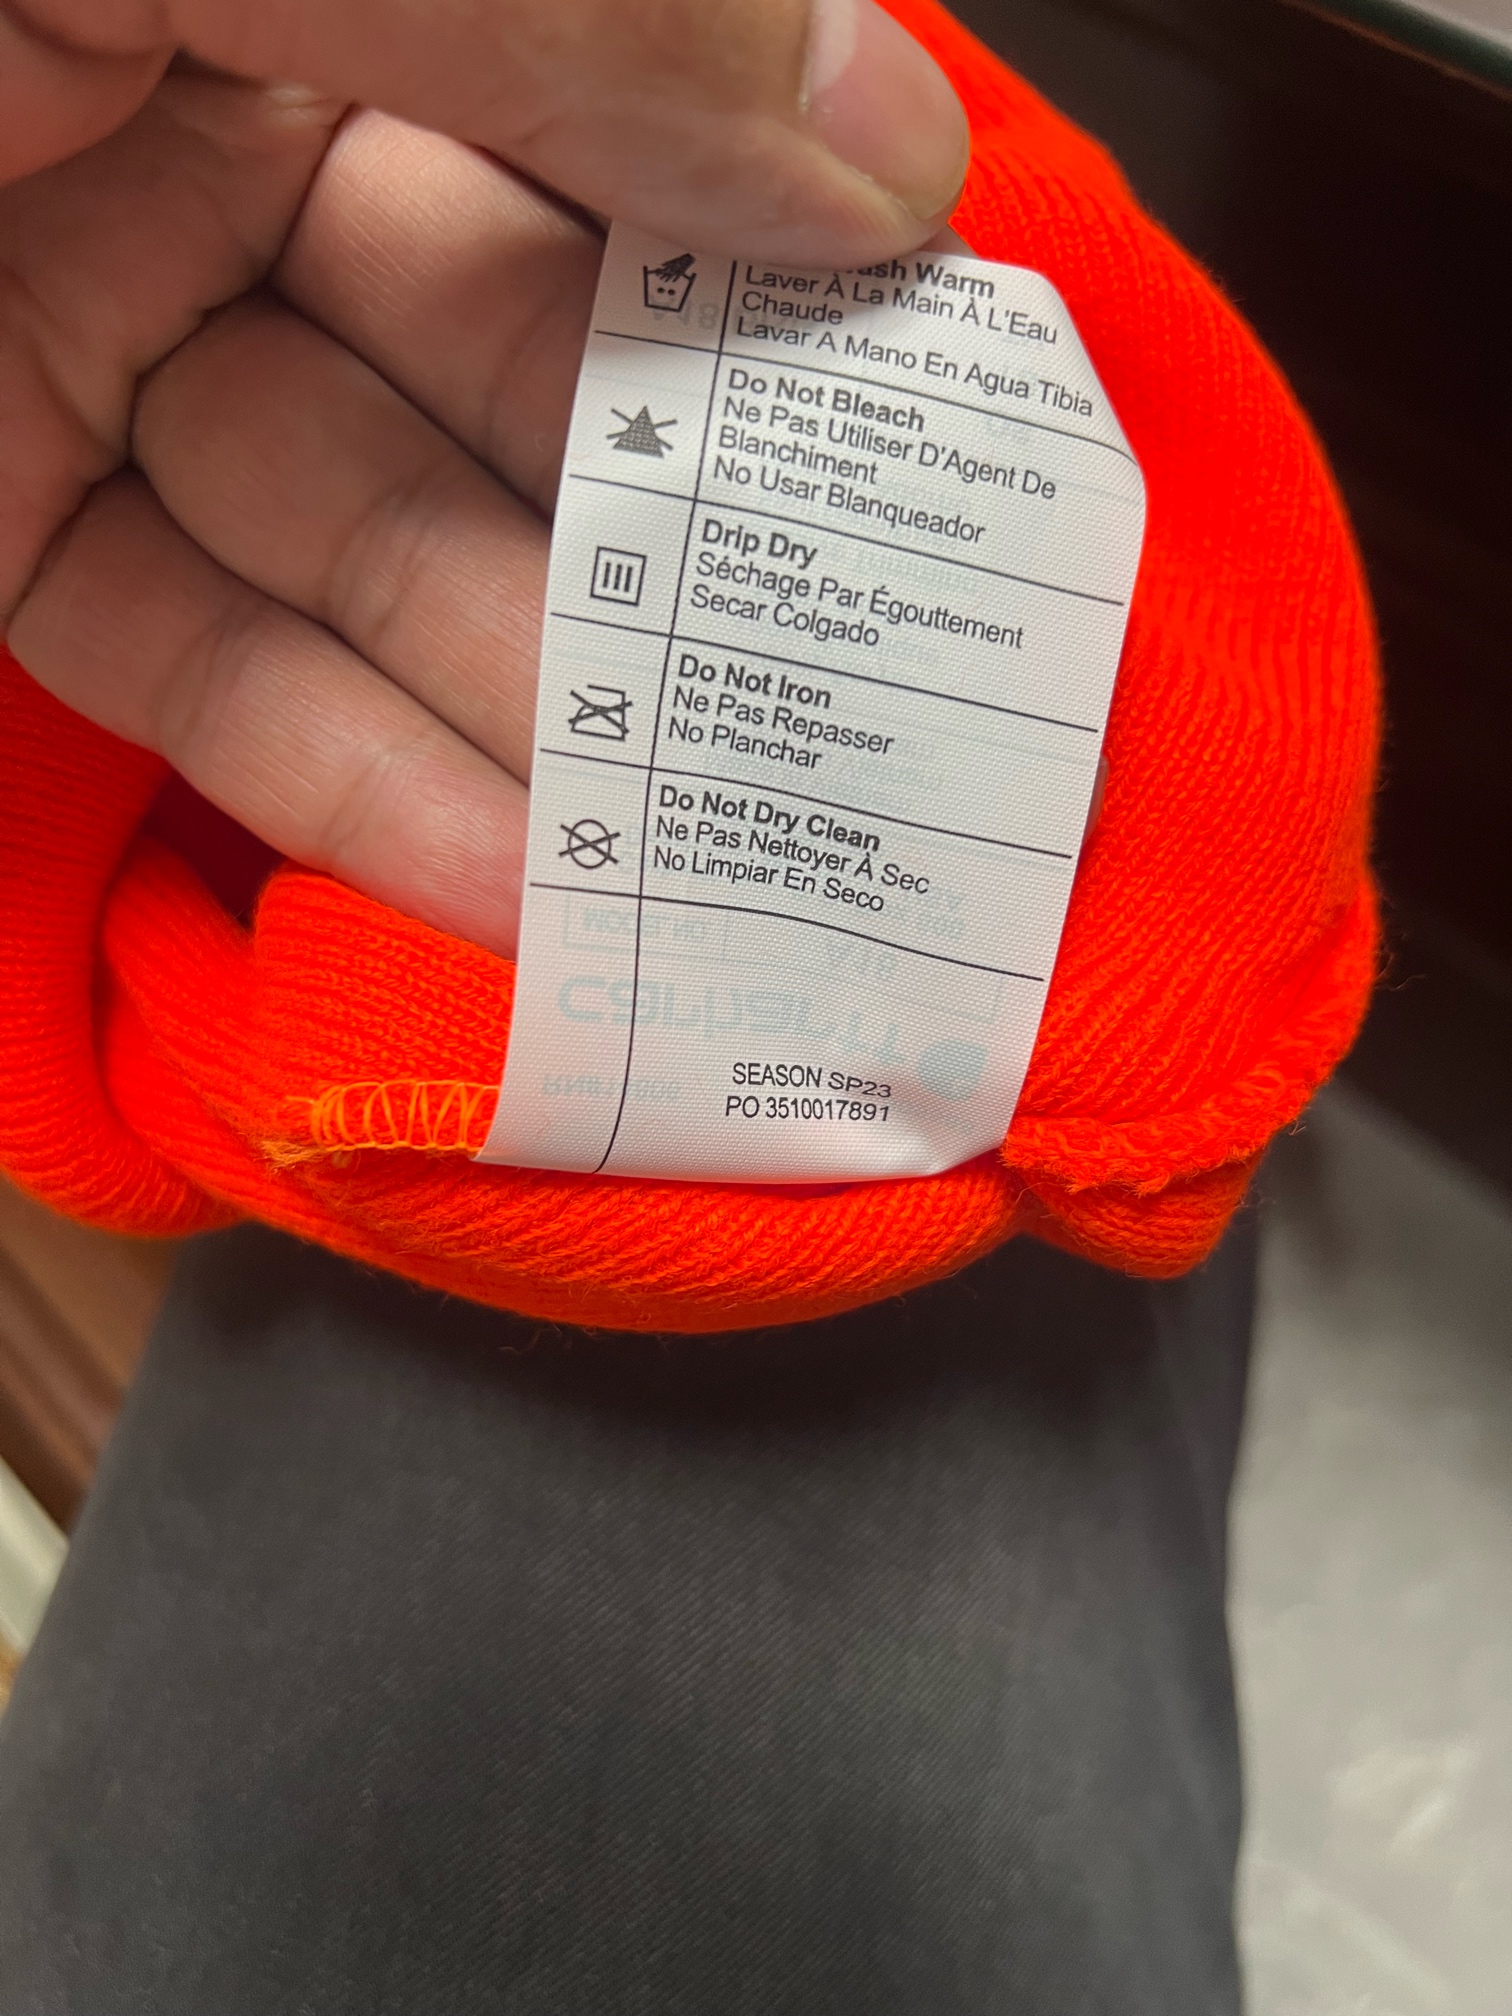 Warm
Laver À La Main À L'Eau
Chaude
Lavar A Mano En Agua Tibia
Do Not Bleach
Ne Pas Utiliser D'Agent De
Blanchiment
No Usar Blanqueador
Drip Dry
Séchage Par Égouttement
Secar Colgado
Do Not Iron
Ne Pas Repasser
No Planchar
Do Not Dry Clean
Ne Pas Nettoyer À Sec
No Limpiar En Seco
SEASON SP23
PO 3510017891